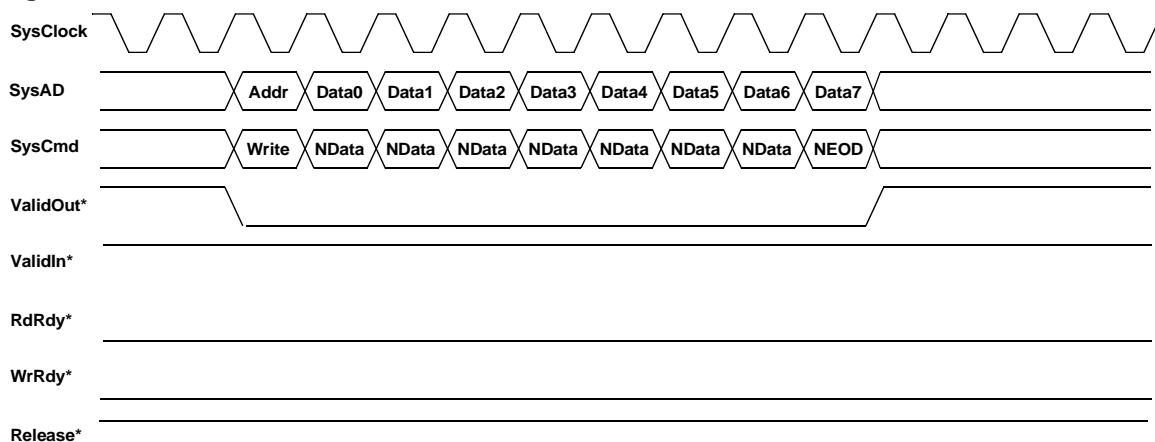 SysClock
SysAD Addr Data0 Data1 Data2 Data3 Data4 Data5 Data6 Data7
SysCmd Write NData NData NData NData NData NData NData NEOD
ValidOut*
ValidIn*
RdRdy*
WrRdy*
Release*